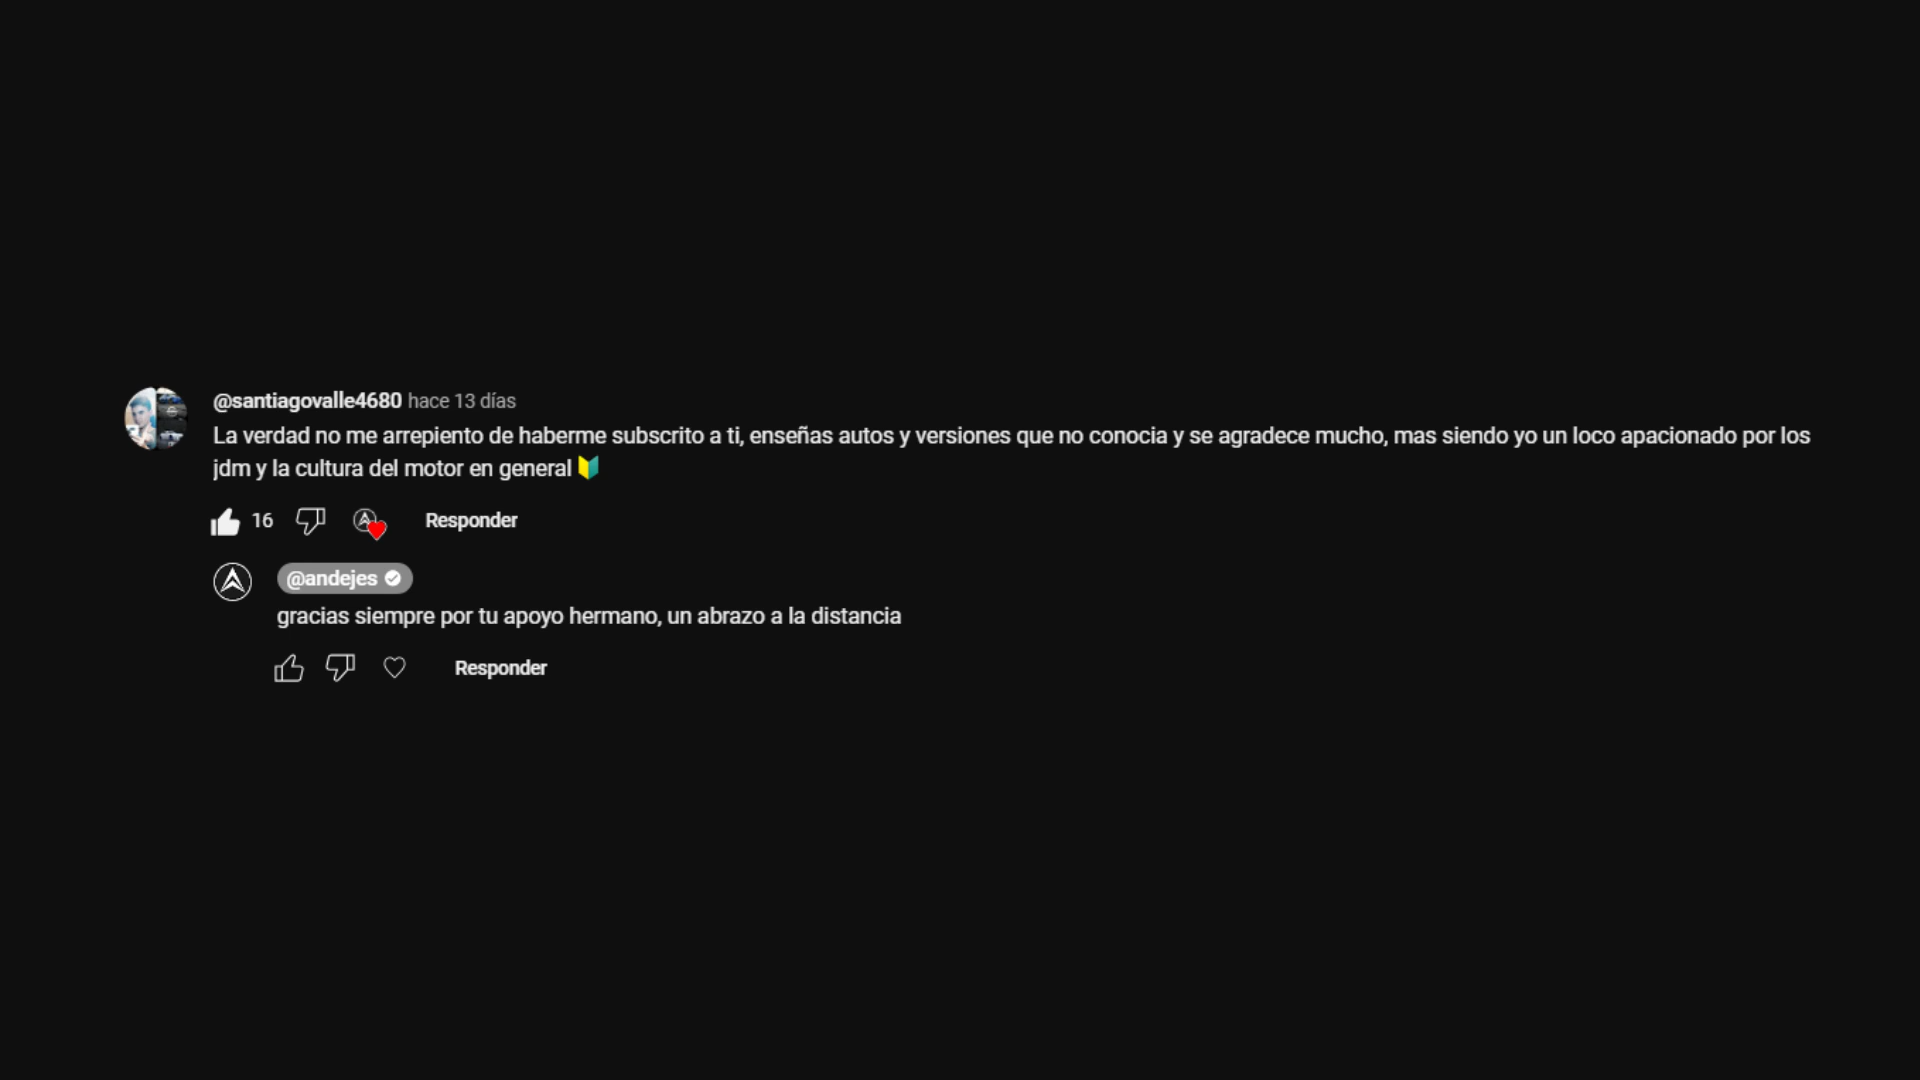 @santiagovalle4680 hace 13 días
La verdad no me arrepiento de haberme subscrito a ti, enseñas autos y versiones que no conocia y se agradece mucho, mas siendo yo un loco apacionado por los
jdm y la cultura del motor en general 🔰
16 Responder
@andejes
gracias siempre por tu apoyo hermano, un abrazo a la distancia
Responder